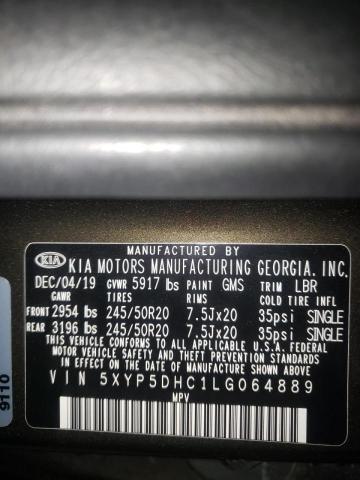 MANUFACTURED BY
KIA KIA MOTORS MANUFACTURING GEORGIA, INC.
DEC/04/19 GVWR 5917 lbs PAINT GMS TRIM LBR
GAWR TIRES RIMS COLD TIRE INFL
FRONT 2954 lbs 245/50R20 7.5Jx20 35psi SINGLE
REAR 3196 lbs 245/50R20 7.5Jx20 35psi SINGLE
THIS VEHICLE CONFORMS TO ALL APPLICABLE U.S.A. FEDERAL
MOTOR VEHICLE SAFETY STANDARDS IN
EFFECT ON THE DATE OF MANUFACTURE SHOWN ABOVE.
VIN 5XYP5DHC1LG064889
MPV
9110